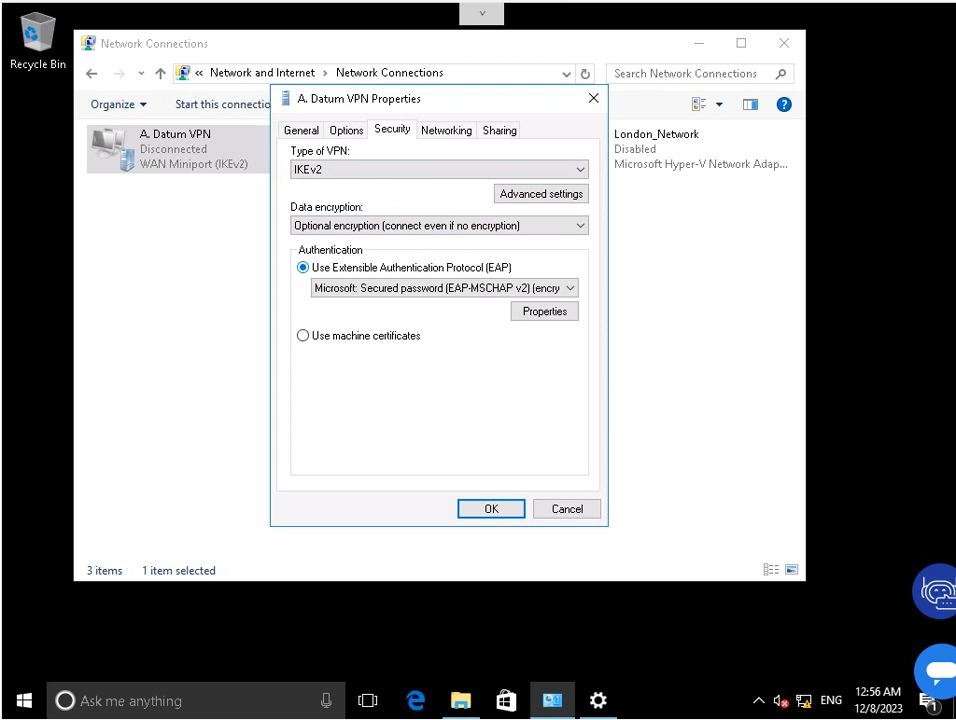 Recycle Bin
Network Connections
« Network and Internet > Network Connections
Search Network Connections
Organize
Start this connectio
A. Datum VPN
Disconnected
WAN Miniport (IKEv2)
London_Network
Disabled
Microsoft Hyper-V Network Adap...
A. Datum VPN Properties
General
Options
Security
Networking
Sharing
Type of VPN:
IKEv2
Advanced settings
Data encryption:
Optional encryption (connect even if no encryption)
Authentication
Use Extensible Authentication Protocol (EAP)
Microsoft: Secured password (EAP-MSCHAP v2) (encry
Properties
Use machine certificates
OK
Cancel
3 items
1 item selected
Ask me anything
ENG
12:56 AM
12/8/2023
1